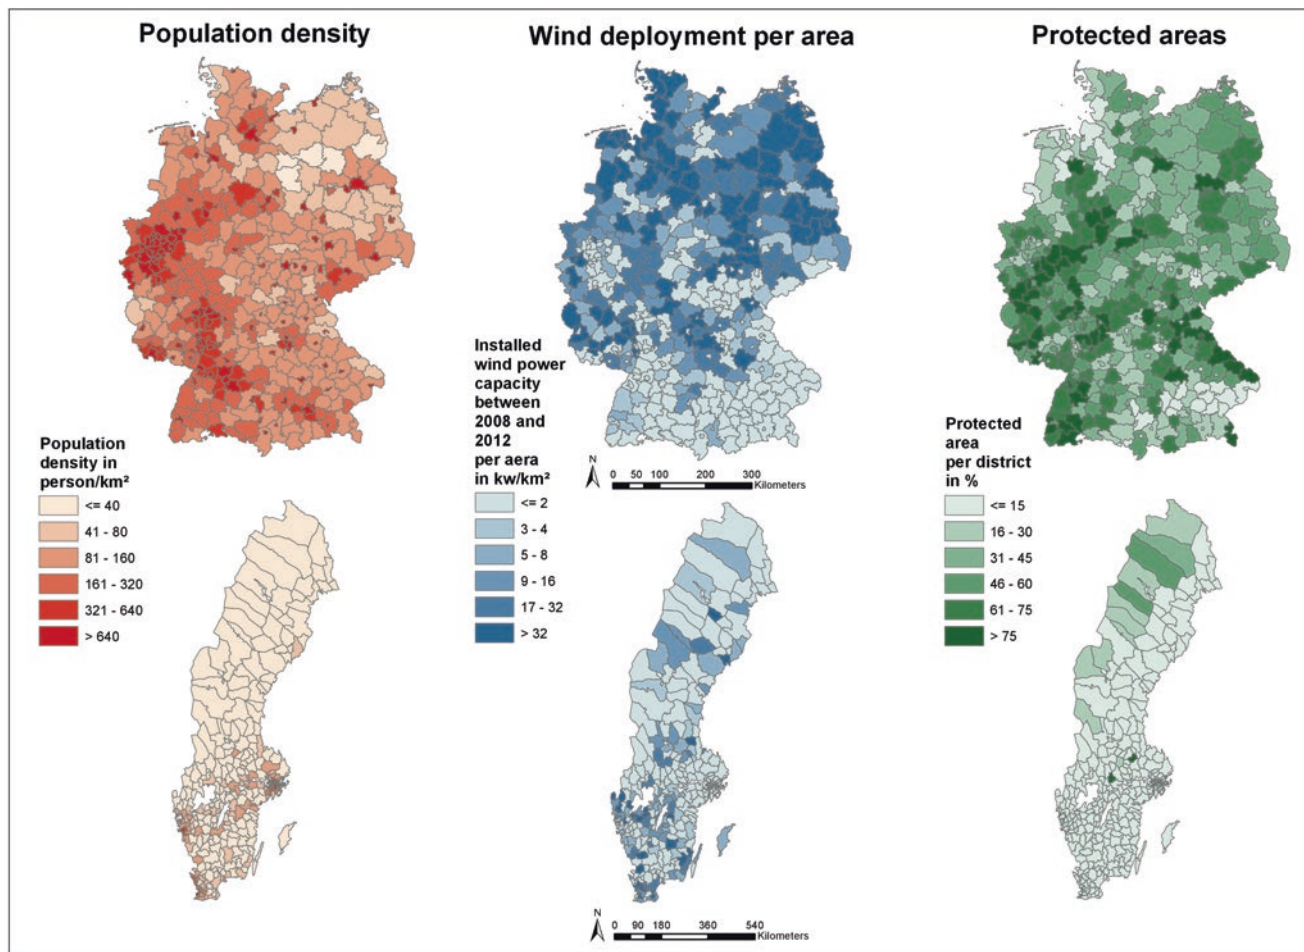 Population density
Wind deployment per area
Protected areas
Population
density in
person/km²
<= 40
41 - 80
81 - 160
161 - 320
321 - 640
> 640
Installed
wind power
capacity
between
2008 and
2012
per aera
in kw/km²
<= 2
3 - 4
5 - 8
9 - 16
17 - 32
> 32
N
0 50 100 200 300
Kilometers
Protected
area
per district
in %
<= 15
16 - 30
31 - 45
46 - 60
61 - 75
> 75
N
0 90 180 360 540
Kilometers